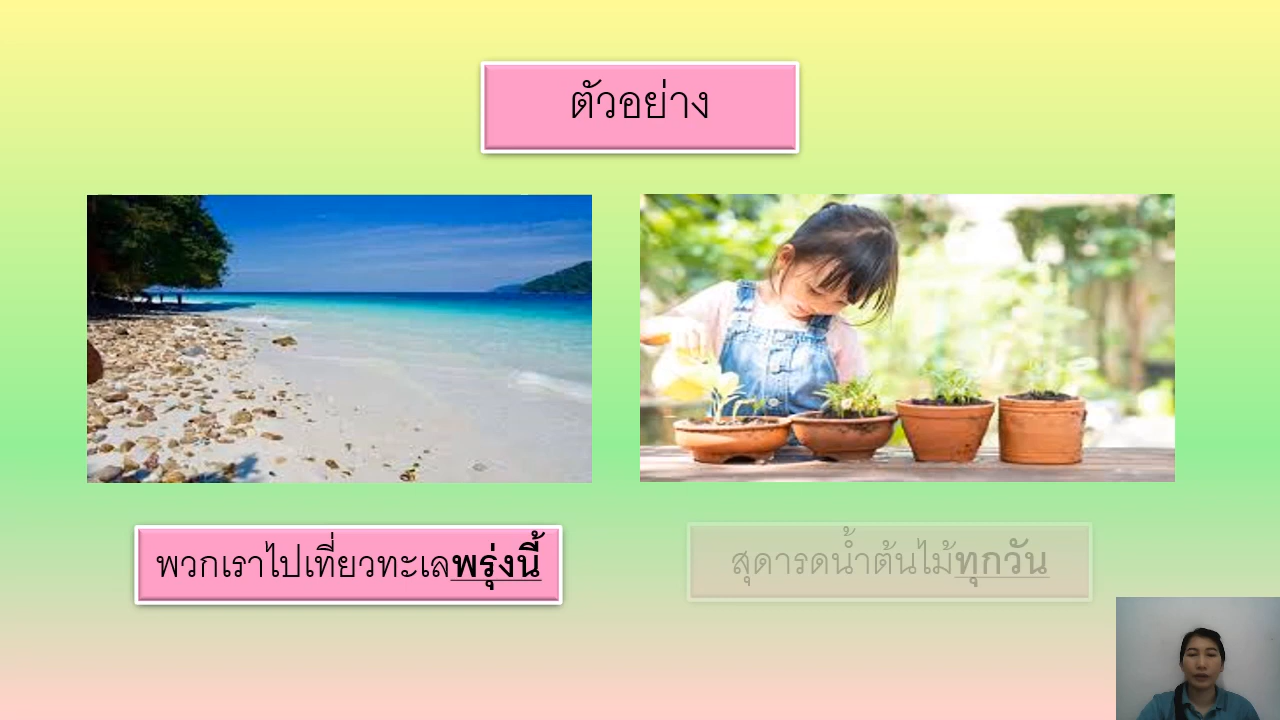 ตัวอย่าง
พวกเราไปเที่ยวทะเลพรุ่งนี้
สุดารดน้ำต้นไม้ทุกวัน